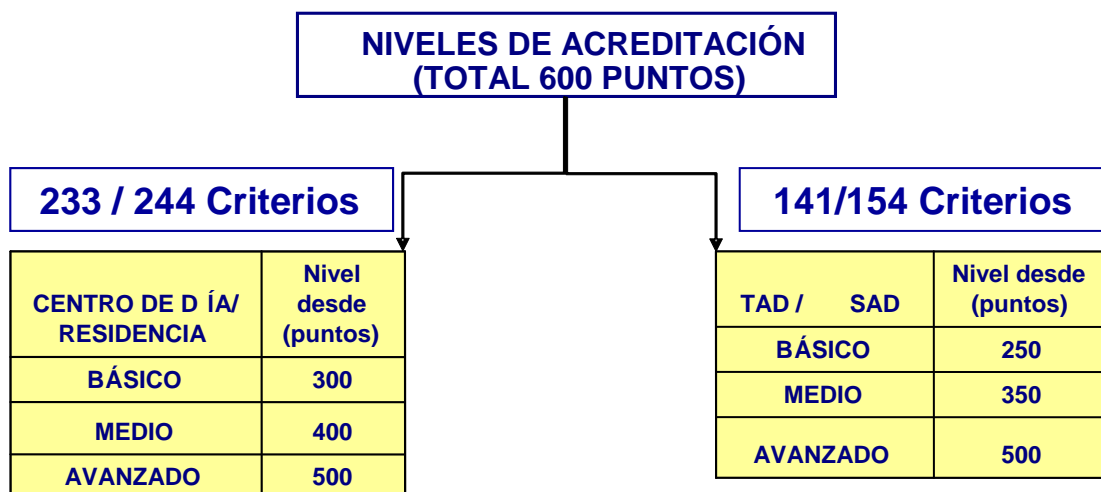 NIVELES DE ACREDITACIÓN
(TOTAL 600 PUNTOS)
233 / 244 Criterios
CENTRO DE D ÍA/
RESIDENCIA
Nivel
desde
(puntos)
BÁSICO 300
MEDIO 400
AVANZADO 500
141/154 Criterios
TAD / SAD
Nivel desde
(puntos)
BÁSICO 250
MEDIO 350
AVANZADO 500